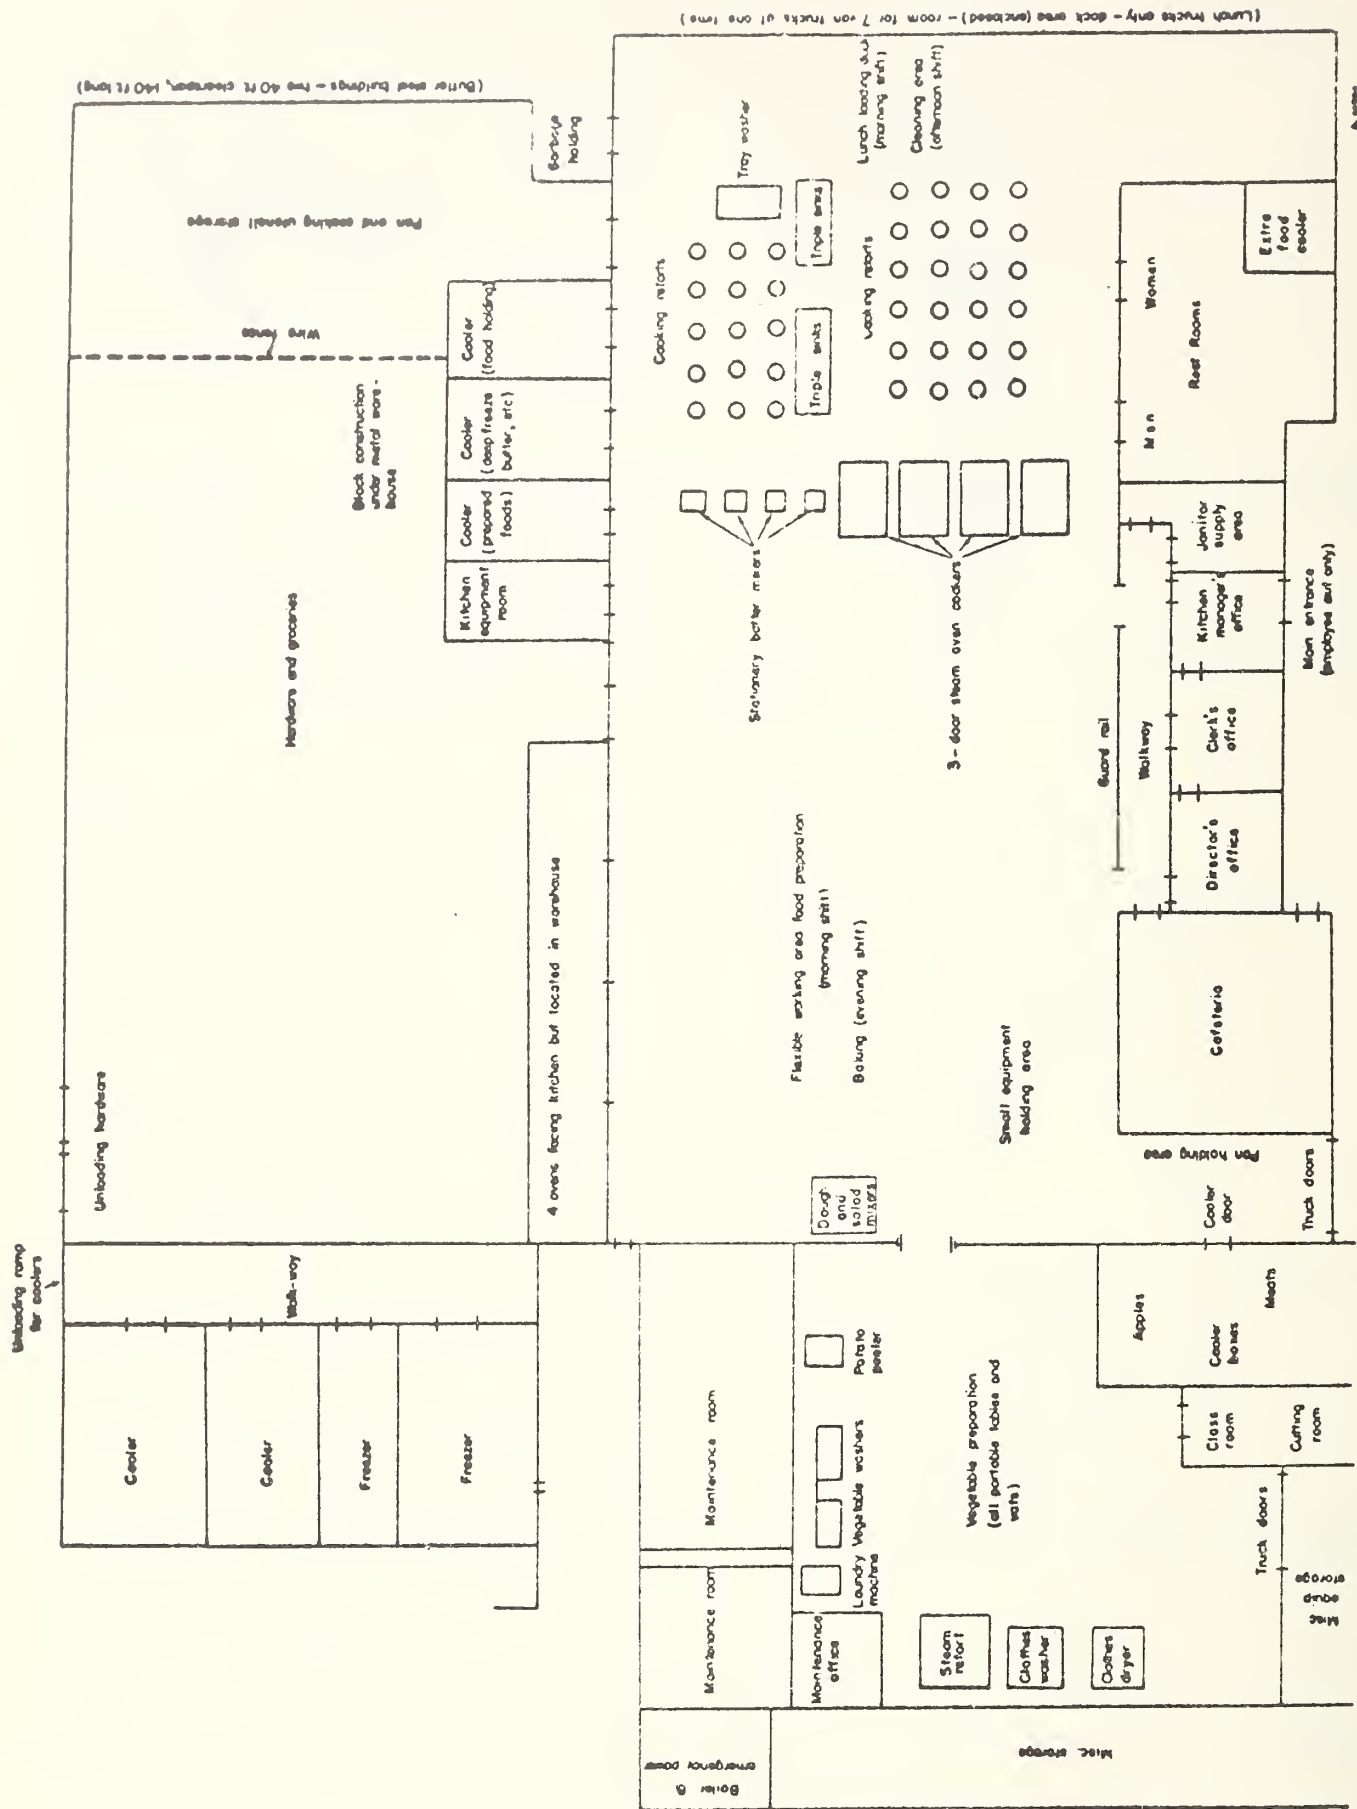 (Lunch trucks only - dock area (enclosed) - room for 7 van trucks at one time)
(Butler steel buildings - two 40 ft clearspan, 140 ft long)
Garbage
holding
Pan and cooking utensil storage
Wire fence
Block construction
under metal ware-
house
Cooler
(food holding)
Cooler
(deep freeze
butter, etc)
Cooler
(prepared
foods)
Kitchen
equipment
room
Hardware and groceries
Unloading hardware
Unloading ramp
for coolers
Walk-way
Cooler
Cooler
Freezer
Freezer
4 ovens facing kitchen but located in warehouse
Tray washer
Cooking retorts
Triple sinks
Triple sinks
Lunch loading
(morning shift)
Cleaning area
(afternoon shift)
Cooking retorts
Stationary batter mixers
3-door steam oven cookers
Flexible working area food preparation
(morning shift)
Baking (evening shift)
Small equipment
holding area
Dough
and
salad
mixers
Extra
food
cooler
Women
Rest Rooms
Men
Janitor
supply
area
Kitchen
manager's
office
Clerk's
office
Director's
office
Main entrance
(employee exit only)
Guard rail
Walkway
Cafeteria
Pan holding area
Truck doors
Cooler
door
Maintenance room
Maintenance room
Maintenance
office
Potato
peeler
Vegetable washers
Laundry
machine
Vegetable preparation
(all portable tables and
vats)
Apples
Cooler
boxes
Meats
Class
room
Cutting
room
Truck doors
Misc
equip
storage
Steam
retort
Clothes
washer
Clothes
dryer
Boiler &
emergency power
Misc. storage